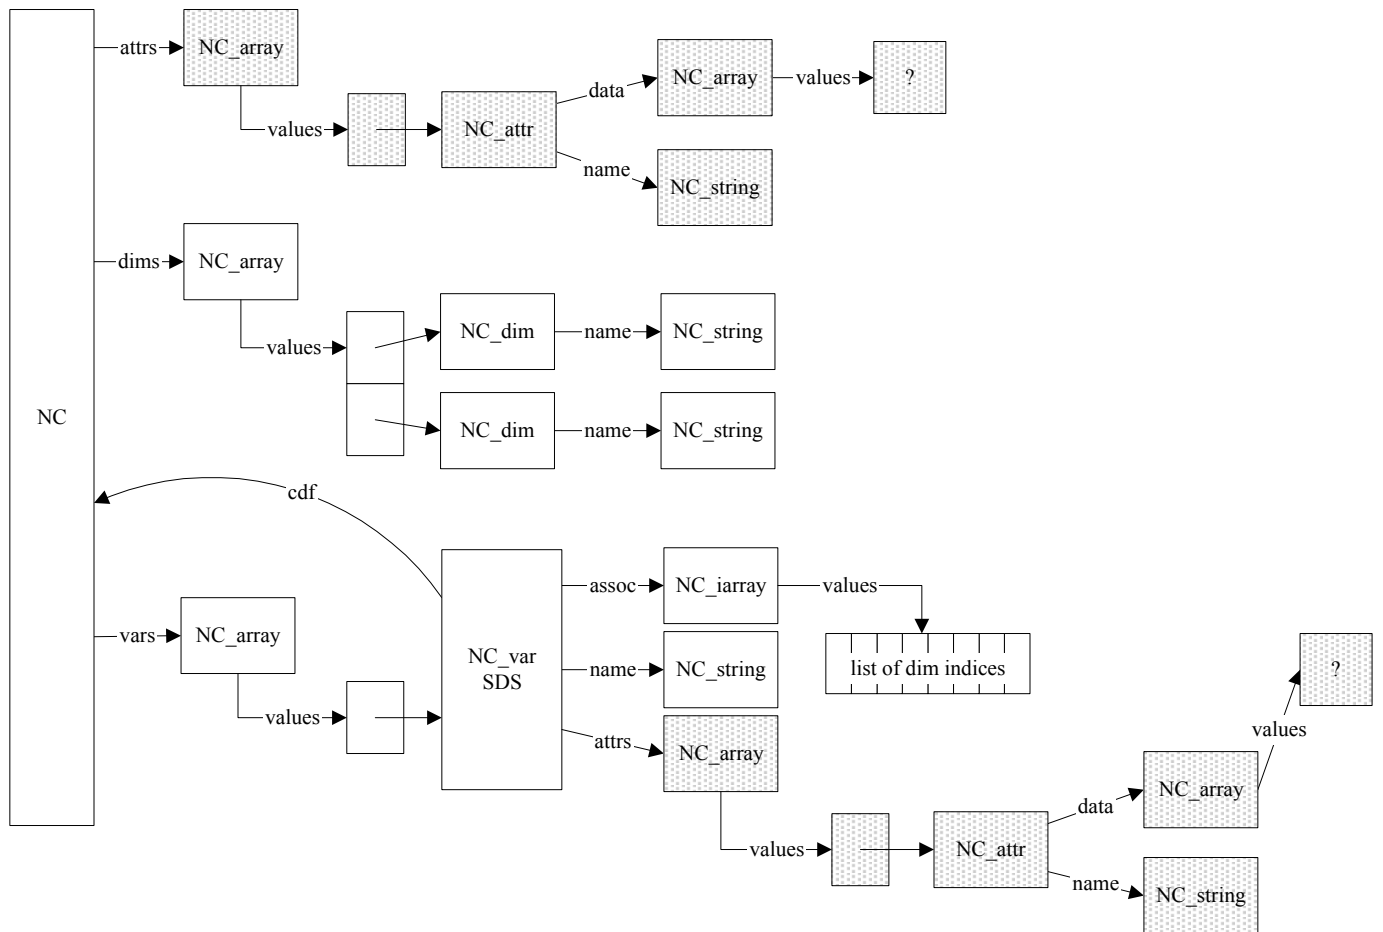 attrs
NC_array
NC_array
values
?
data
values
NC_attr
name
NC_string
dims
NC_array
values
NC_dim
name
NC_string
NC
NC_dim
name
NC_string
cdf
assoc
NC_iarray
values
vars
NC_array
NC_var
SDS
name
NC_string
list of dim indices
?
values
attrs
NC_array
values
data
NC_array
values
NC_attr
name
NC_string